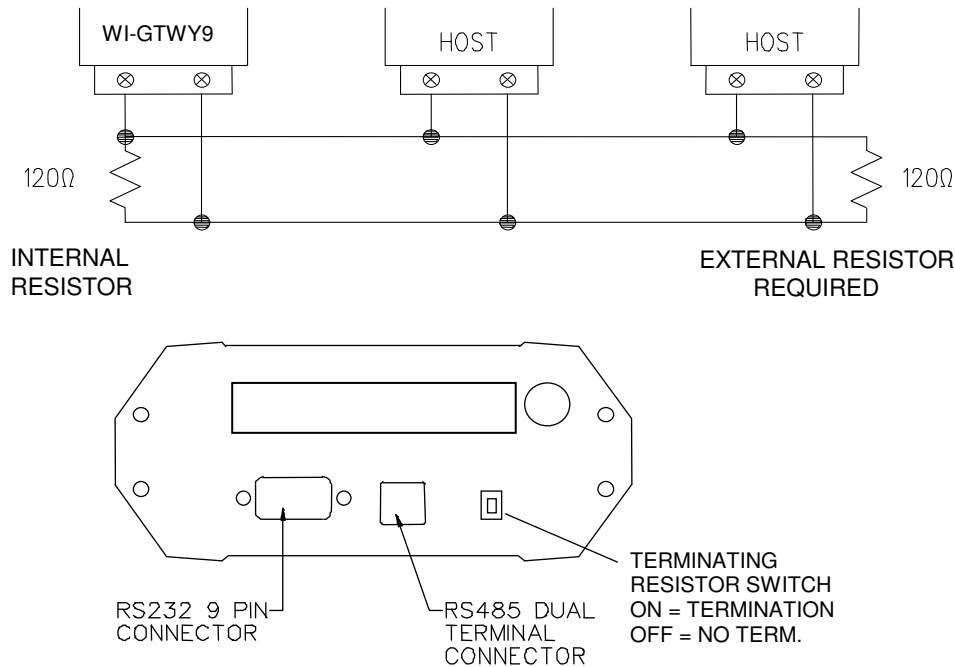 WI-GTWY9
HOST
HOST
120Ω
120Ω
INTERNAL
RESISTOR
EXTERNAL RESISTOR
REQUIRED
RS232 9 PIN
CONNECTOR
RS485 DUAL
TERMINAL
CONNECTOR
TERMINATING
RESISTOR SWITCH
ON = TERMINATION
OFF = NO TERM.